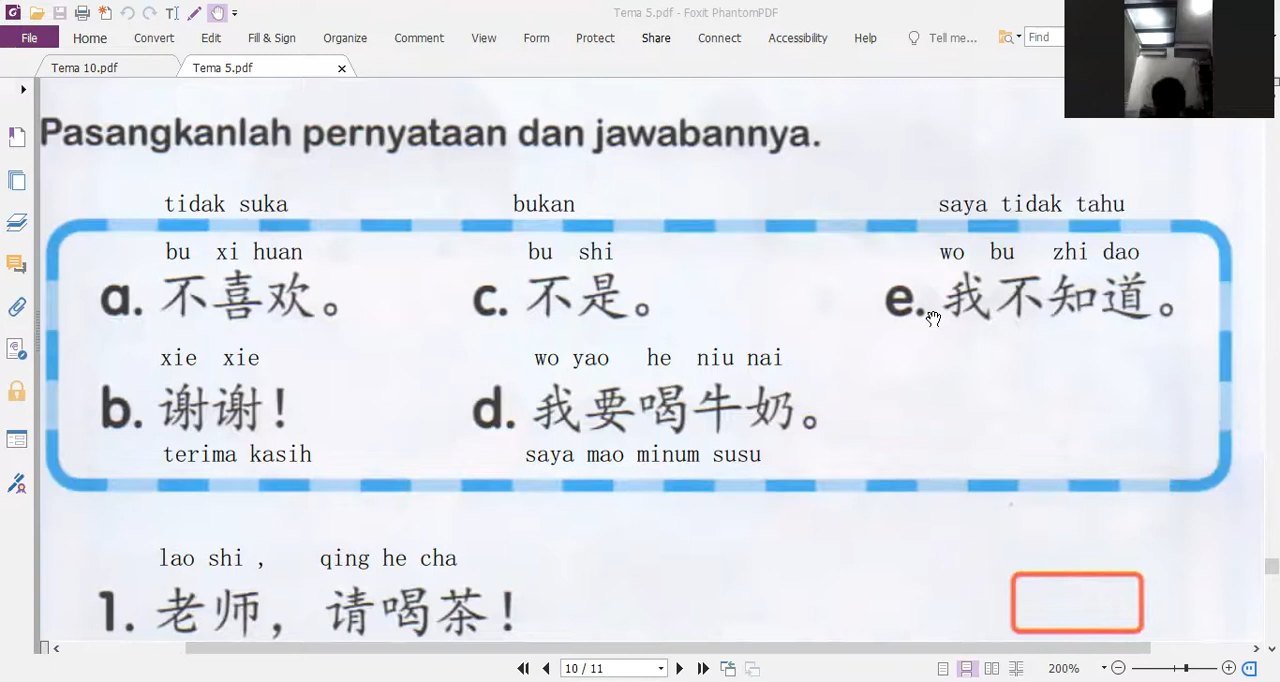 Tema 5.pdf - Foxit PhantomPDF
File Home Convert Edit Fill & Sign Organize Comment View Form Protect Share Connect Accessibility Help Tell me... Find
Tema 10.pdf Tema 5.pdf
Pasangkanlah pernyataan dan jawabannya.
tidak suka bukan saya tidak tahu
bu xi huan bu shi wo bu zhi dao
a. 不喜欢。 c. 不是。 e. 我不知道。
xie xie wo yao he niu nai
b. 谢谢! d. 我要喝牛奶。
terima kasih saya mao minum susu
lao shi , qing he cha
1. 老师, 请喝茶!
10 / 11 200%